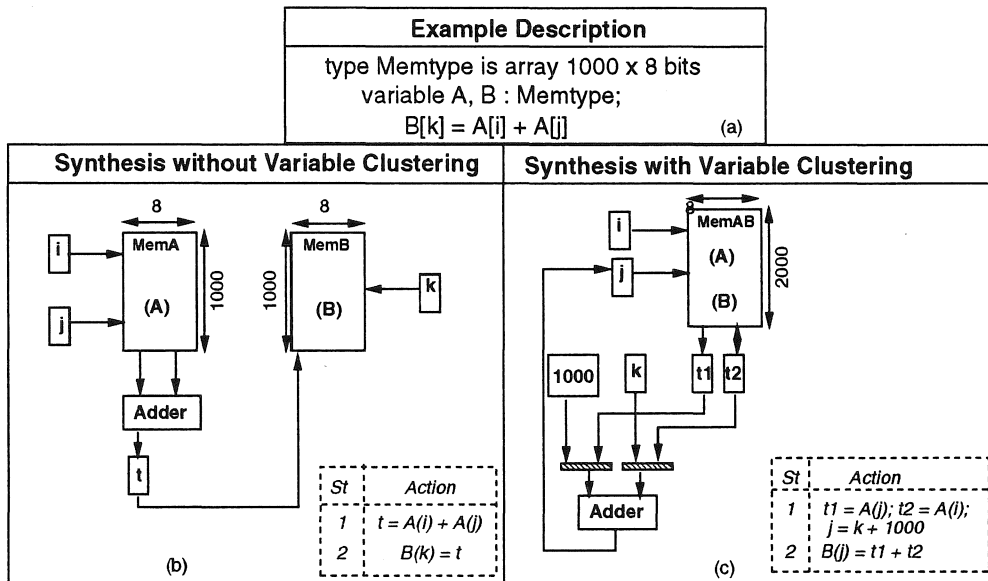 Example Description
type Memtype is array 1000 x 8 bits
variable A, B : Memtype;
B[k] = A[i] + A[j]
(a)
Synthesis without Variable Clustering
8
8
i
MemA
(A)
1000
j
1000
MemB
(B)
k
Adder
t
St Action
1 t = A(i) + A(j)
2 B(k) = t
(b)
Synthesis with Variable Clustering
8
MemAB
i
(A)
j
(B)
2000
1000
k
t1
t2
Adder
St Action
1 t1 = A(j); t2 = A(i);
j = k + 1000
2 B(j) = t1 + t2
(c)